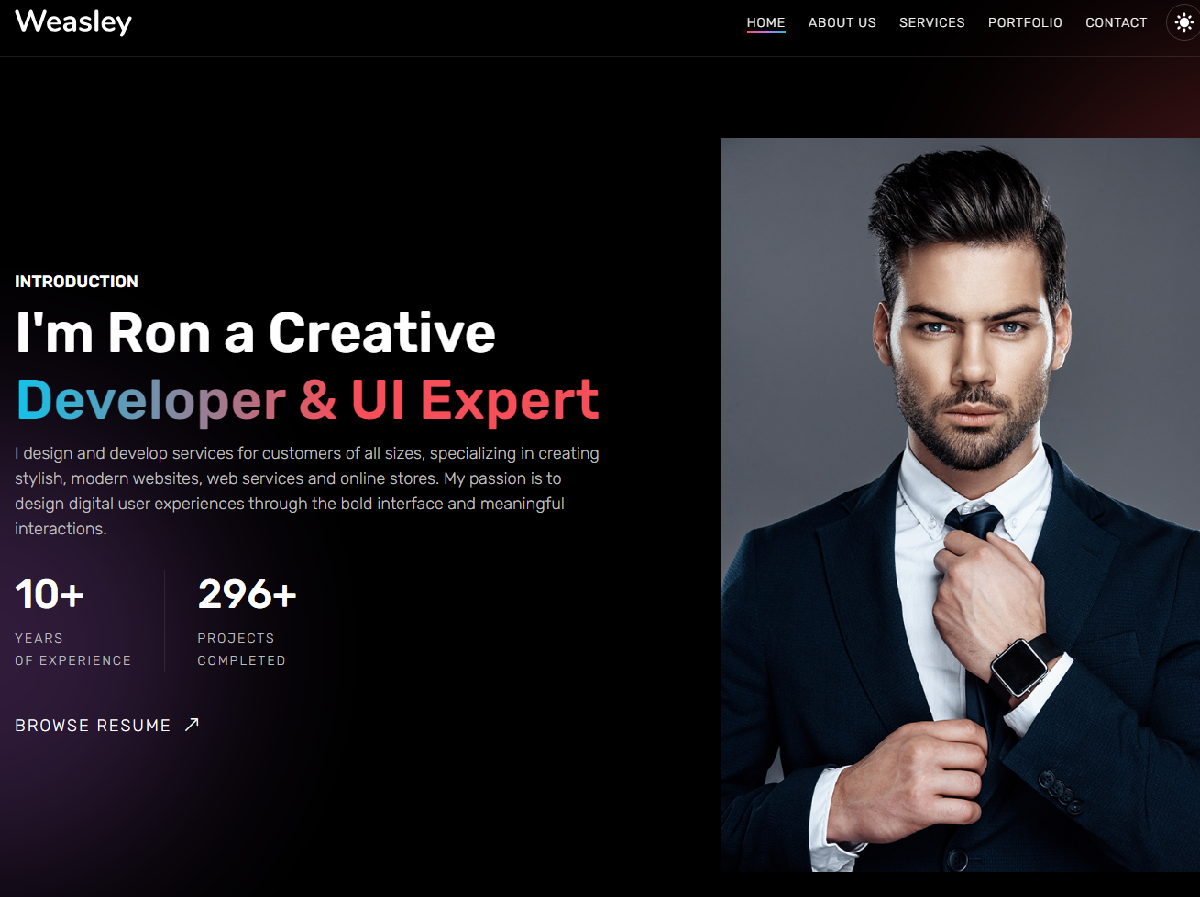 Weasley
HOME ABOUT US SERVICES PORTFOLIO CONTACT
INTRODUCTION
I'm Ron a Creative
Developer & UI Expert
I design and develop services for customers of all sizes, specializing in creating
stylish, modern websites, web services and online stores. My passion is to
design digital user experiences through the bold interface and meaningful
interactions.
10+
YEARS
OF EXPERIENCE
296+
PROJECTS
COMPLETED
BROWSE RESUME